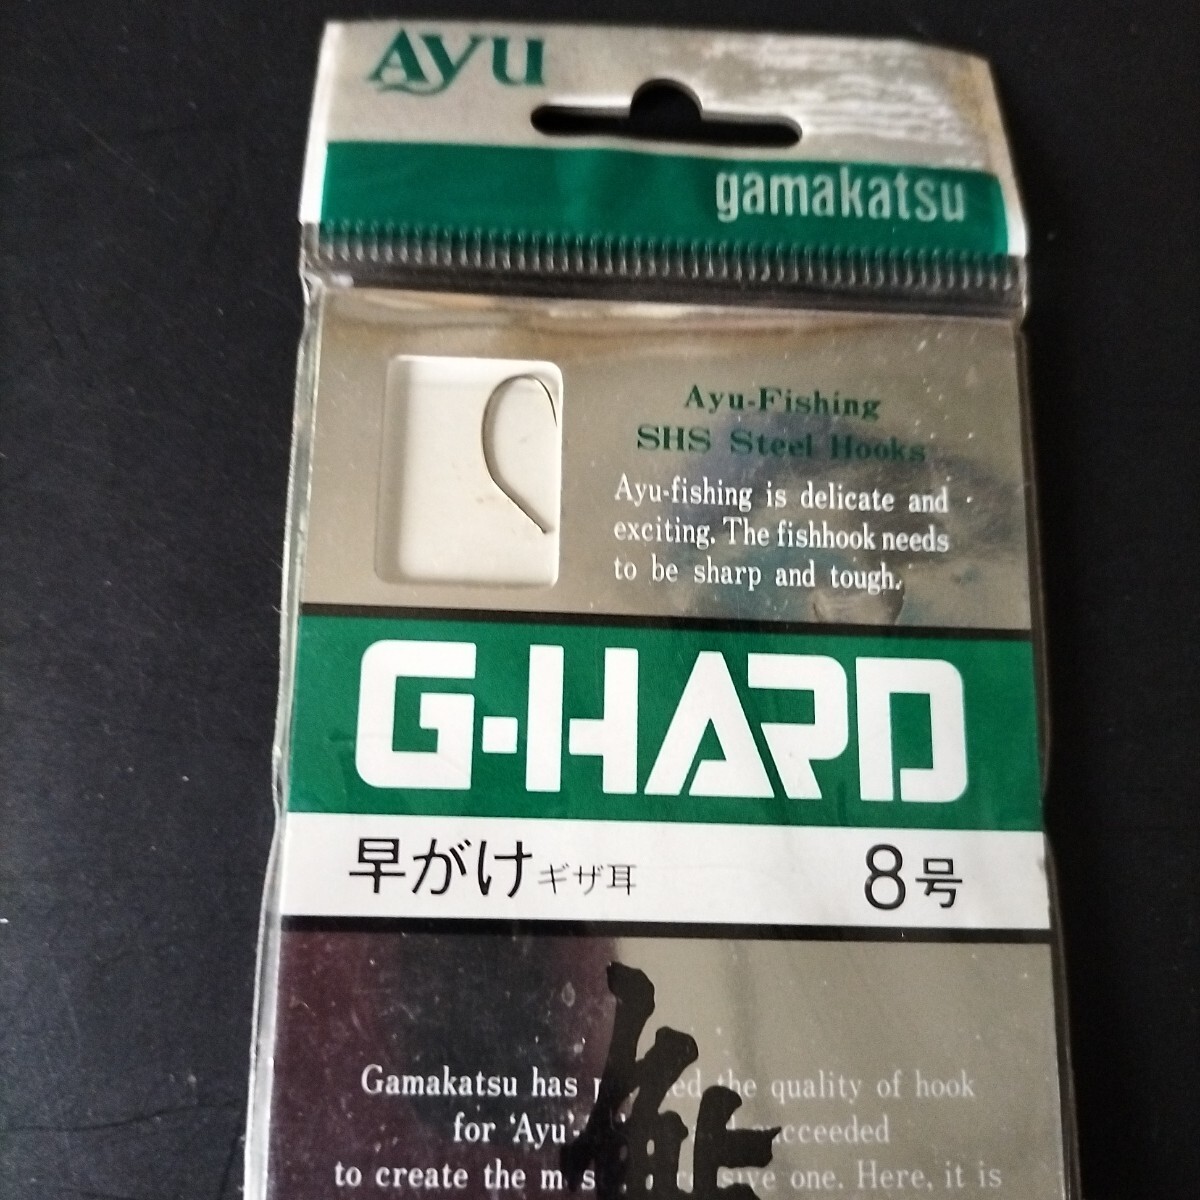 Ayu
gamakatsu
Ayu-Fishing
SHS Steel Hooks
Ayu-fishing is delicate and
exciting. The fishhook needs
to be sharp and tough.
G-HARD
早がけ ギザ耳 8号
鮎
Gamakatsu has the quality of hook
for 'Ayu'- succeeded
to create the one. Here, it is